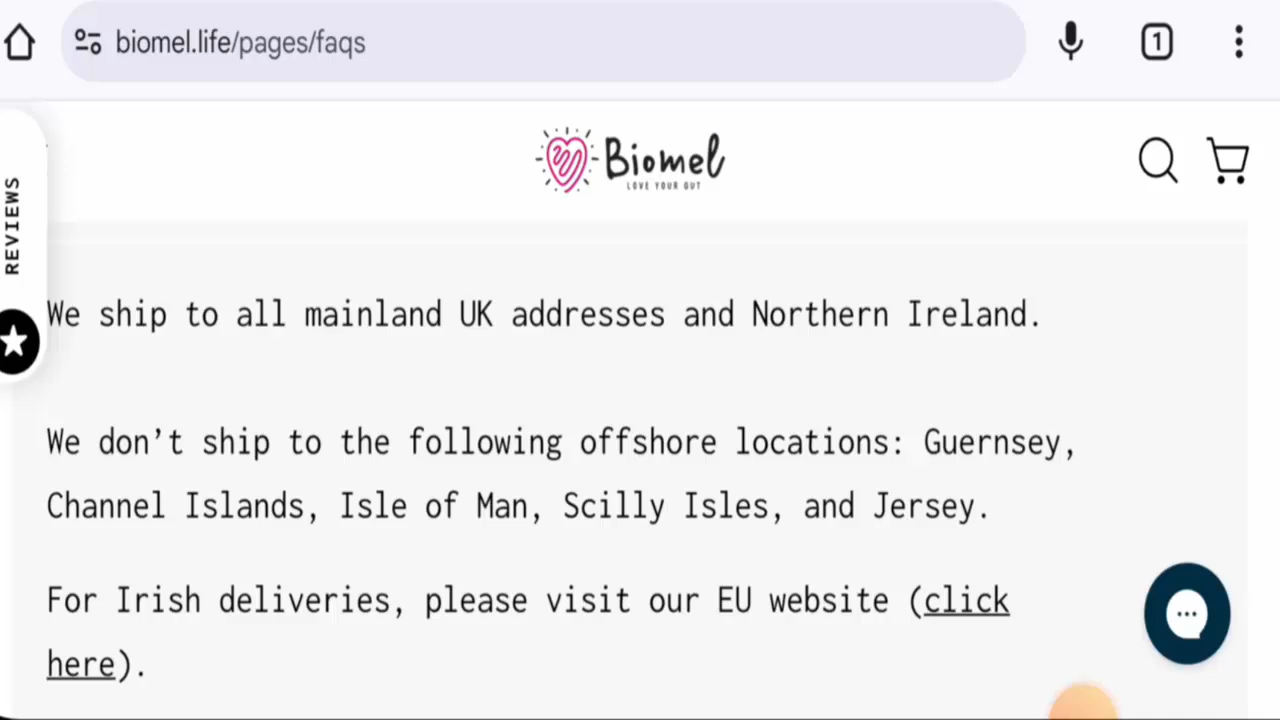 biomel.life/pages/faqs
1
Biomel
LOVE YOUR GUT
REVIEWS
We ship to all mainland UK addresses and Northern Ireland.
We don’t ship to the following offshore locations: Guernsey,
Channel Islands, Isle of Man, Scilly Isles, and Jersey.
For Irish deliveries, please visit our EU website (click
here).